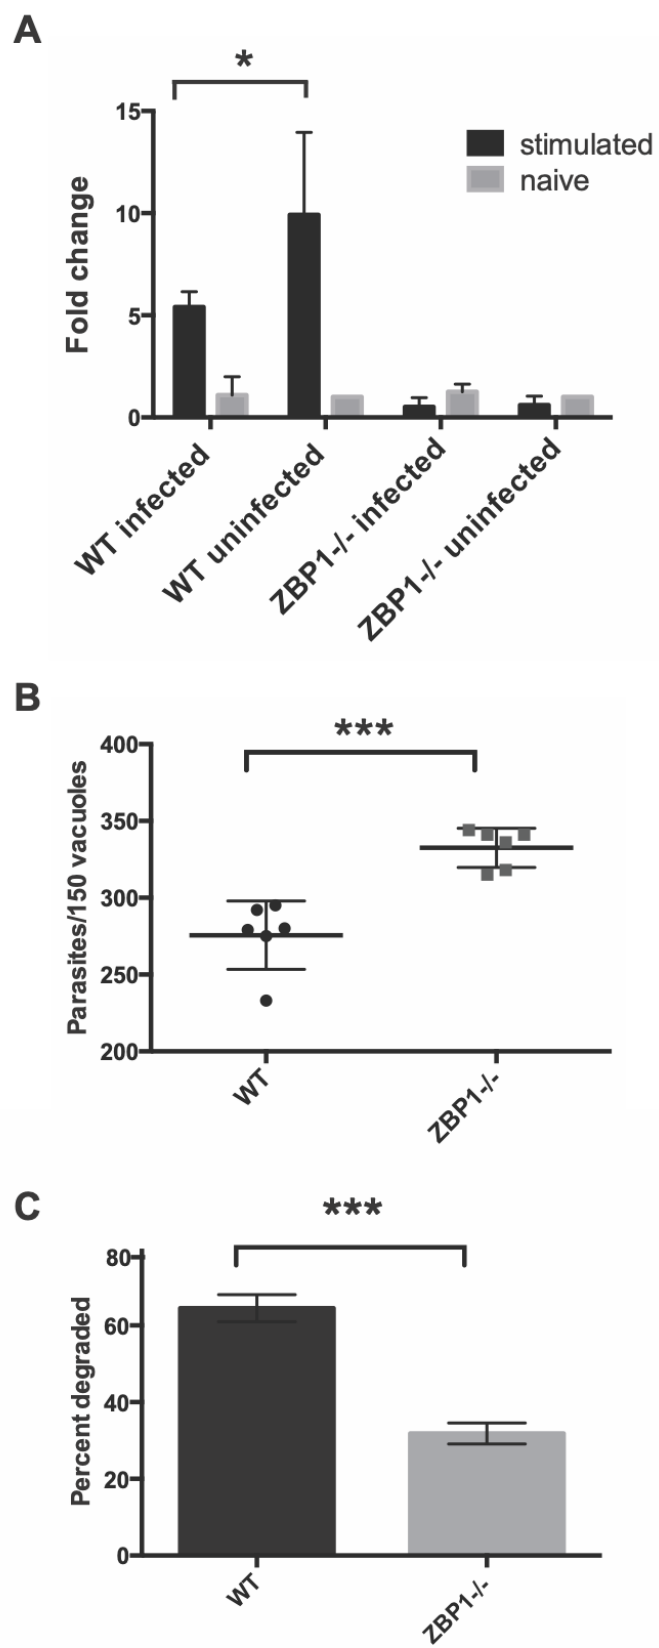 A
*
15
10
5
0
Fold change
stimulated
naive
WT infected
WT uninfected
ZBP1-/- infected
ZBP1-/- uninfected
B
***
400
350
300
250
200
Parasites/150 vacuoles
WT
ZBP1-/-
C
***
80
60
40
20
0
Percent degraded
WT
ZBP1-/-